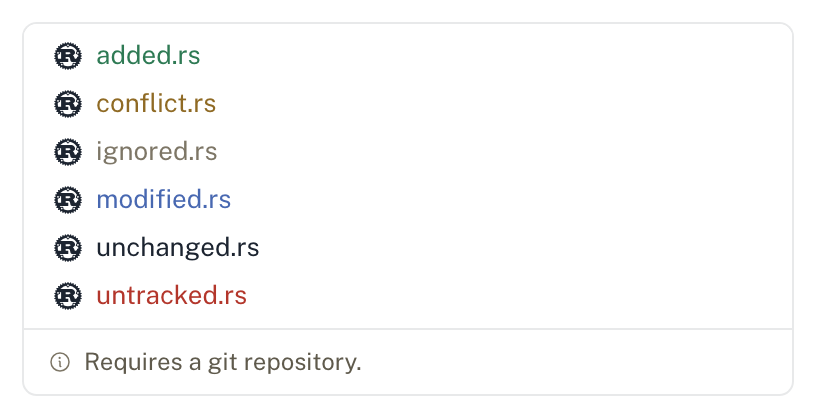 added.rs
conflict.rs
ignored.rs
modified.rs
unchanged.rs
untracked.rs
Requires a git repository.